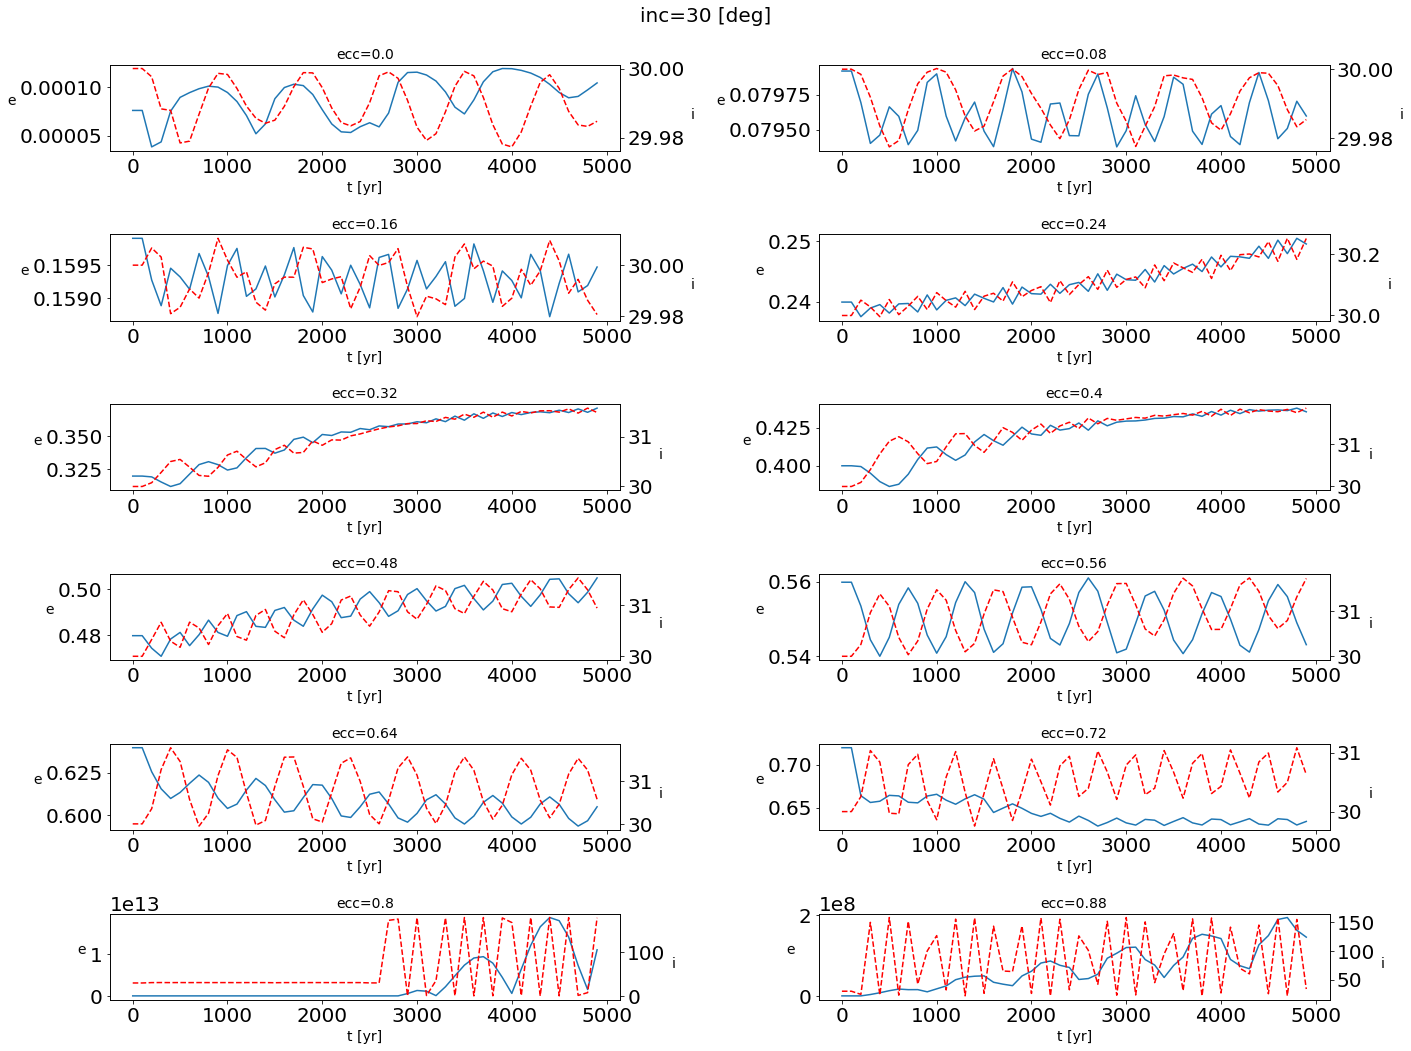 inc=30 [deg]
ecc=0.0
ecc=0.08
0.00010
0.00005
e
30.00
29.98
i
0.07975
0.07950
e
30.00
29.98
i
0 1000 2000 3000 4000 5000
0 1000 2000 3000 4000 5000
t [yr]
t [yr]
ecc=0.16
ecc=0.24
0.1595
0.1590
e
30.00
29.98
i
0.25
0.24
e
30.2
30.0
i
0 1000 2000 3000 4000 5000
0 1000 2000 3000 4000 5000
t [yr]
t [yr]
ecc=0.32
ecc=0.4
0.350
0.325
e
31
30
i
0.425
0.400
e
31
30
i
0 1000 2000 3000 4000 5000
0 1000 2000 3000 4000 5000
t [yr]
t [yr]
ecc=0.48
ecc=0.56
0.50
0.48
e
31
30
i
0.56
0.54
e
31
30
i
0 1000 2000 3000 4000 5000
0 1000 2000 3000 4000 5000
t [yr]
t [yr]
ecc=0.64
ecc=0.72
0.625
0.600
e
31
30
i
0.70
0.65
e
31
30
i
0 1000 2000 3000 4000 5000
0 1000 2000 3000 4000 5000
t [yr]
t [yr]
1e13
ecc=0.8
1e8
ecc=0.88
1
0
e
100
0
i
2
0
e
150
100
50
i
0 1000 2000 3000 4000 5000
0 1000 2000 3000 4000 5000
t [yr]
t [yr]